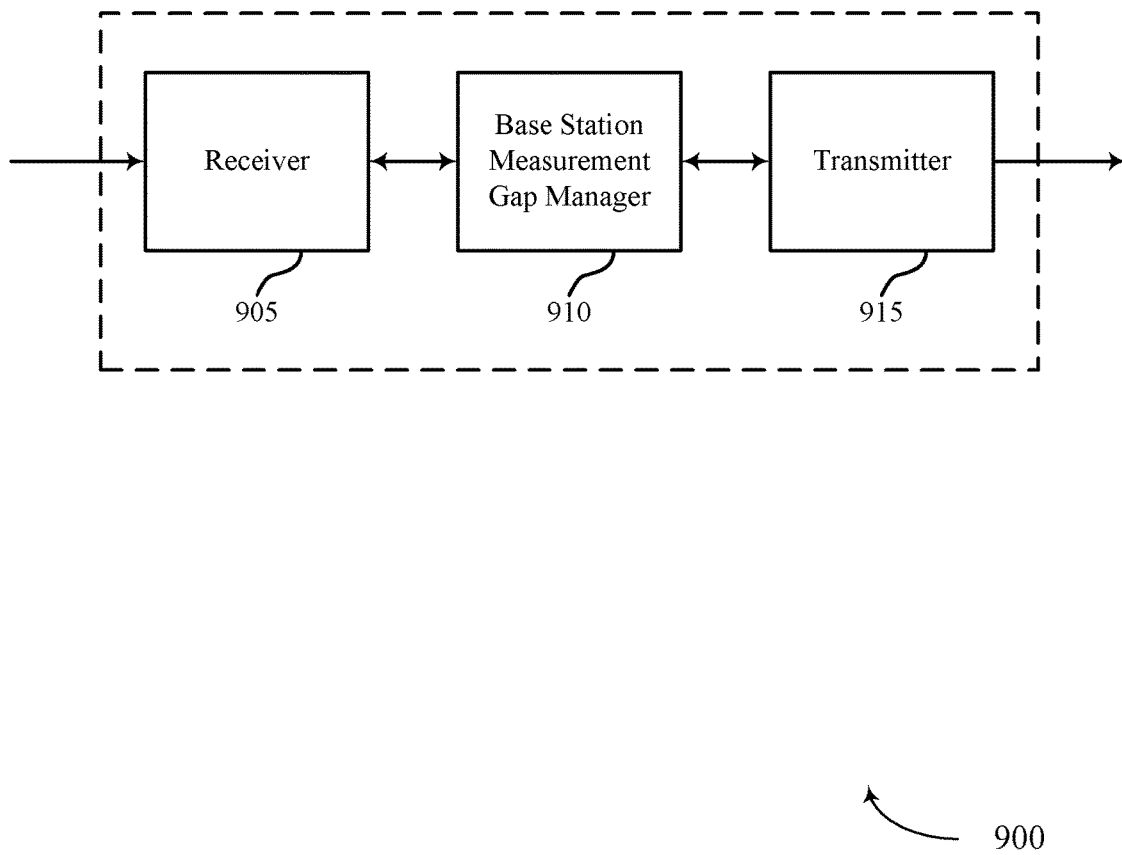 Receiver
Base Station
Measurement
Gap Manager
Transmitter
905
910
915
900